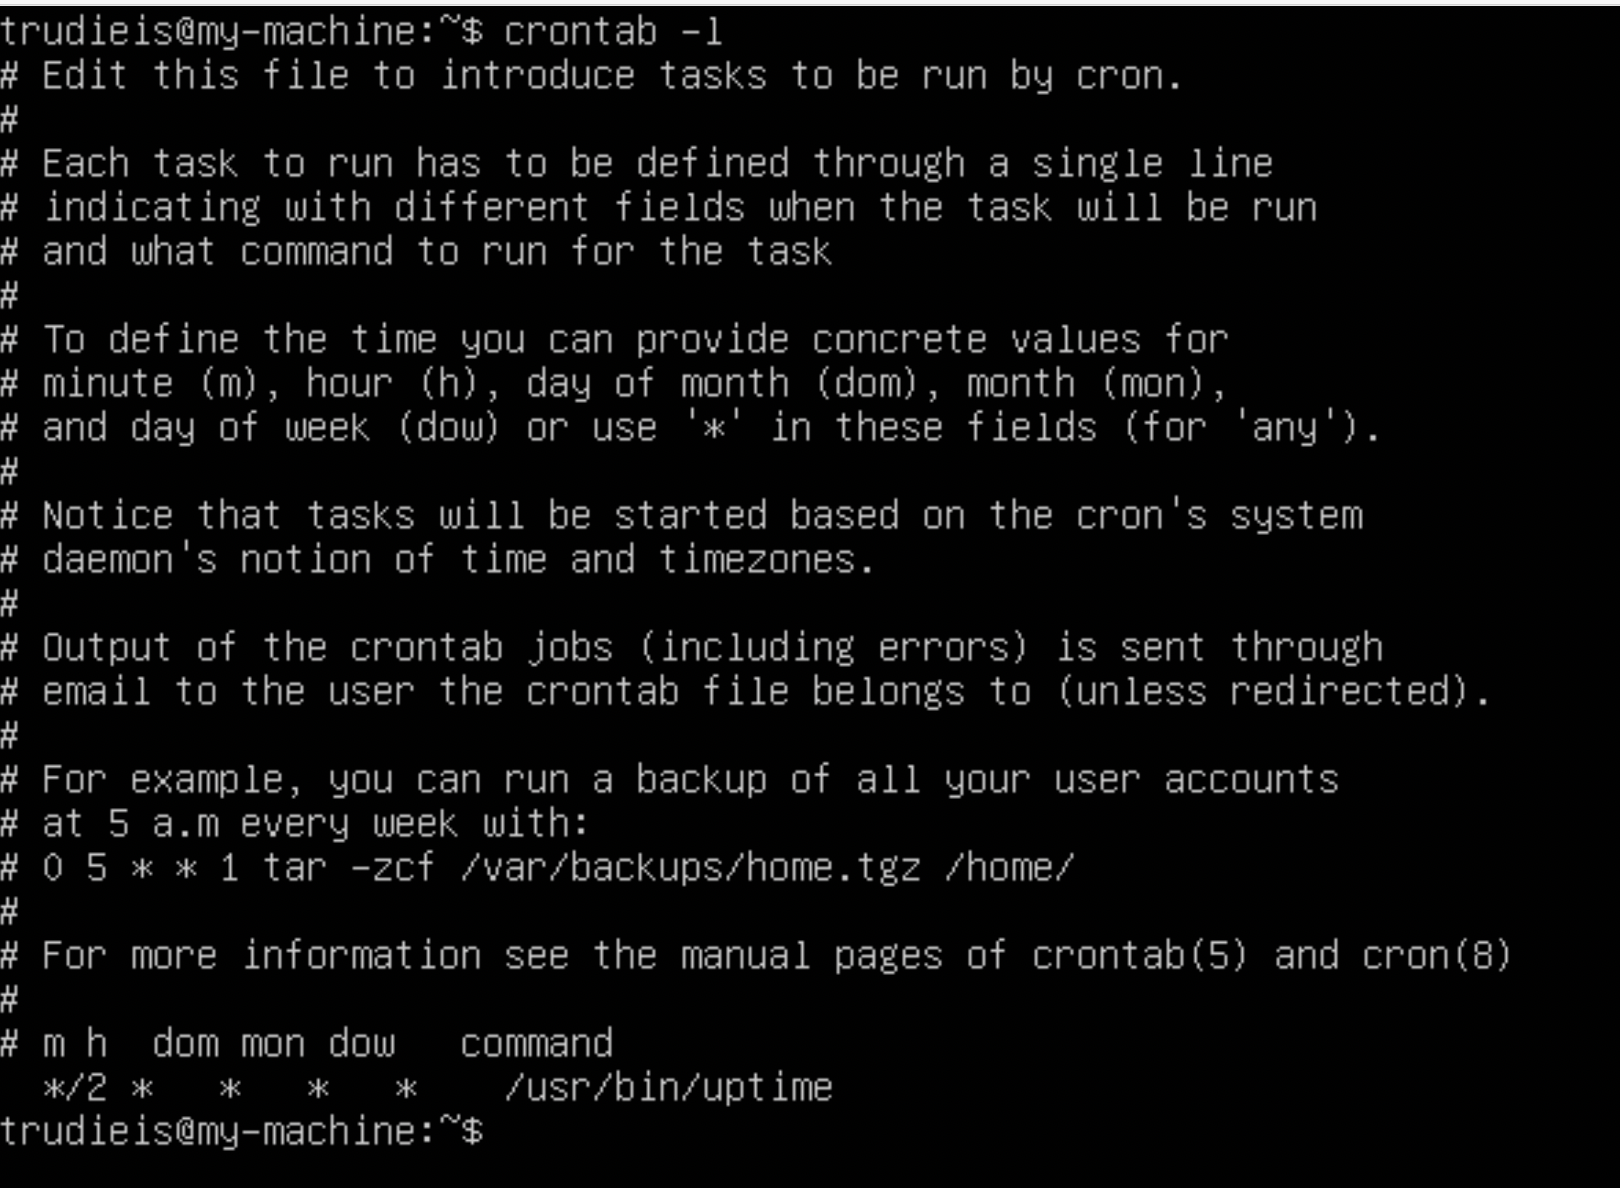 trudieis@my-machine:~$ crontab -l
# Edit this file to introduce tasks to be run by cron.
#
# Each task to run has to be defined through a single line
# indicating with different fields when the task will be run
# and what command to run for the task
#
# To define the time you can provide concrete values for
# minute (m), hour (h), day of month (dom), month (mon),
# and day of week (dow) or use '*' in these fields (for 'any').
#
# Notice that tasks will be started based on the cron's system
# daemon's notion of time and timezones.
#
# Output of the crontab jobs (including errors) is sent through
# email to the user the crontab file belongs to (unless redirected).
#
# For example, you can run a backup of all your user accounts
# at 5 a.m every week with:
# 0 5 * * 1 tar -zcf /var/backups/home.tgz /home/
#
# For more information see the manual pages of crontab(5) and cron(8)
#
# m h  dom mon dow   command
  */2 *   *   *   *    /usr/bin/uptime
trudieis@my-machine:~$